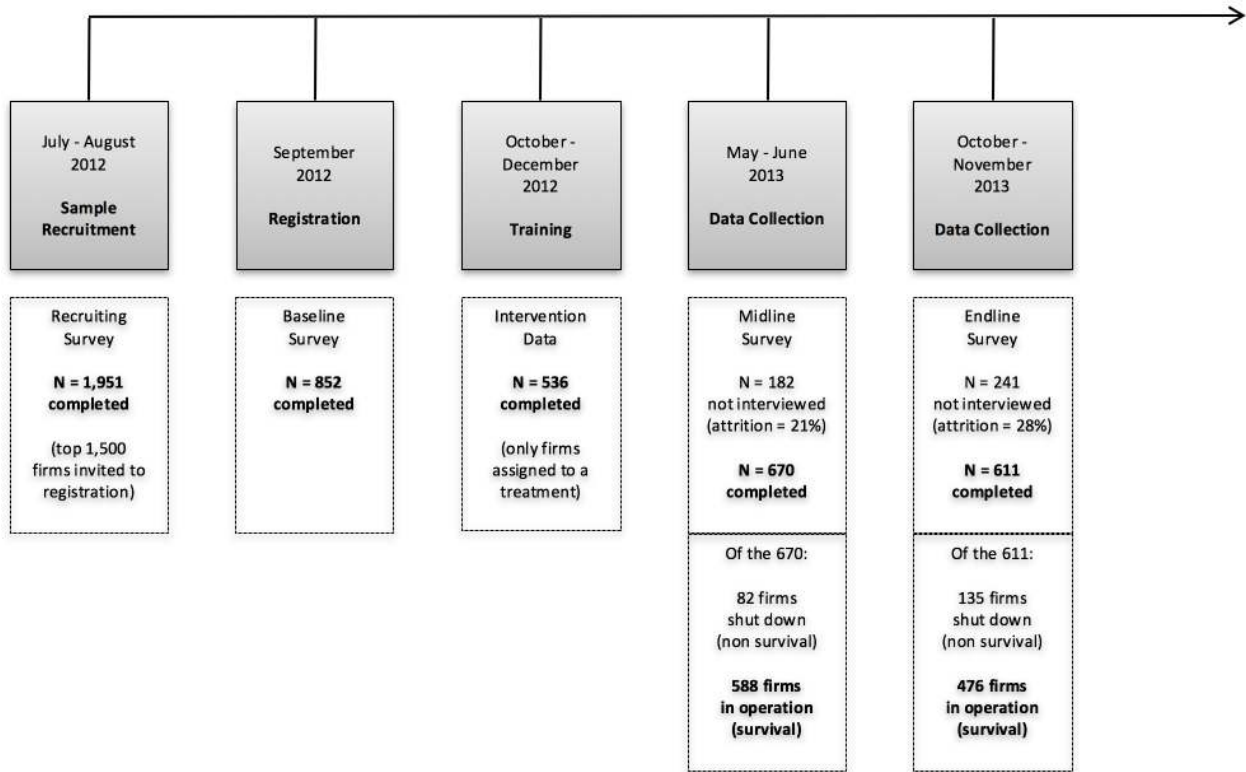 July - August
2012
Sample
Recruitment
September
2012
Registration
October -
December
2012
Training
May - June
2013
Data Collection
October -
November
2013
Data Collection
Recruiting
Survey
N = 1,951
completed
(top 1,500
firms invited to
registration)
Baseline
Survey
N = 852
completed
Intervention
Data
N = 536
completed
(only firms
assigned to a
treatment)
Midline
Survey
N = 182
not interviewed
(attrition = 21%)
N = 670
completed
Of the 670:
82 firms
shut down
(non survival)
588 firms
in operation
(survival)
Endline
Survey
N = 241
not interviewed
(attrition = 28%)
N = 611
completed
Of the 611:
135 firms
shut down
(non survival)
476 firms
in operation
(survival)